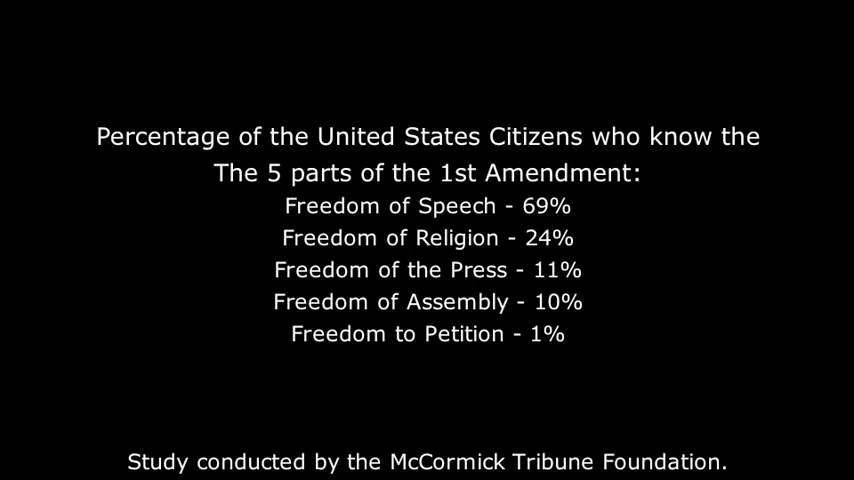 Percentage of the United States Citizens who know the
The 5 parts of the 1st Amendment:
Freedom of Speech - 69%
Freedom of Religion - 24%
Freedom of the Press - 11%
Freedom of Assembly - 10%
Freedom to Petition - 1%
Study conducted by the McCormick Tribune Foundation.